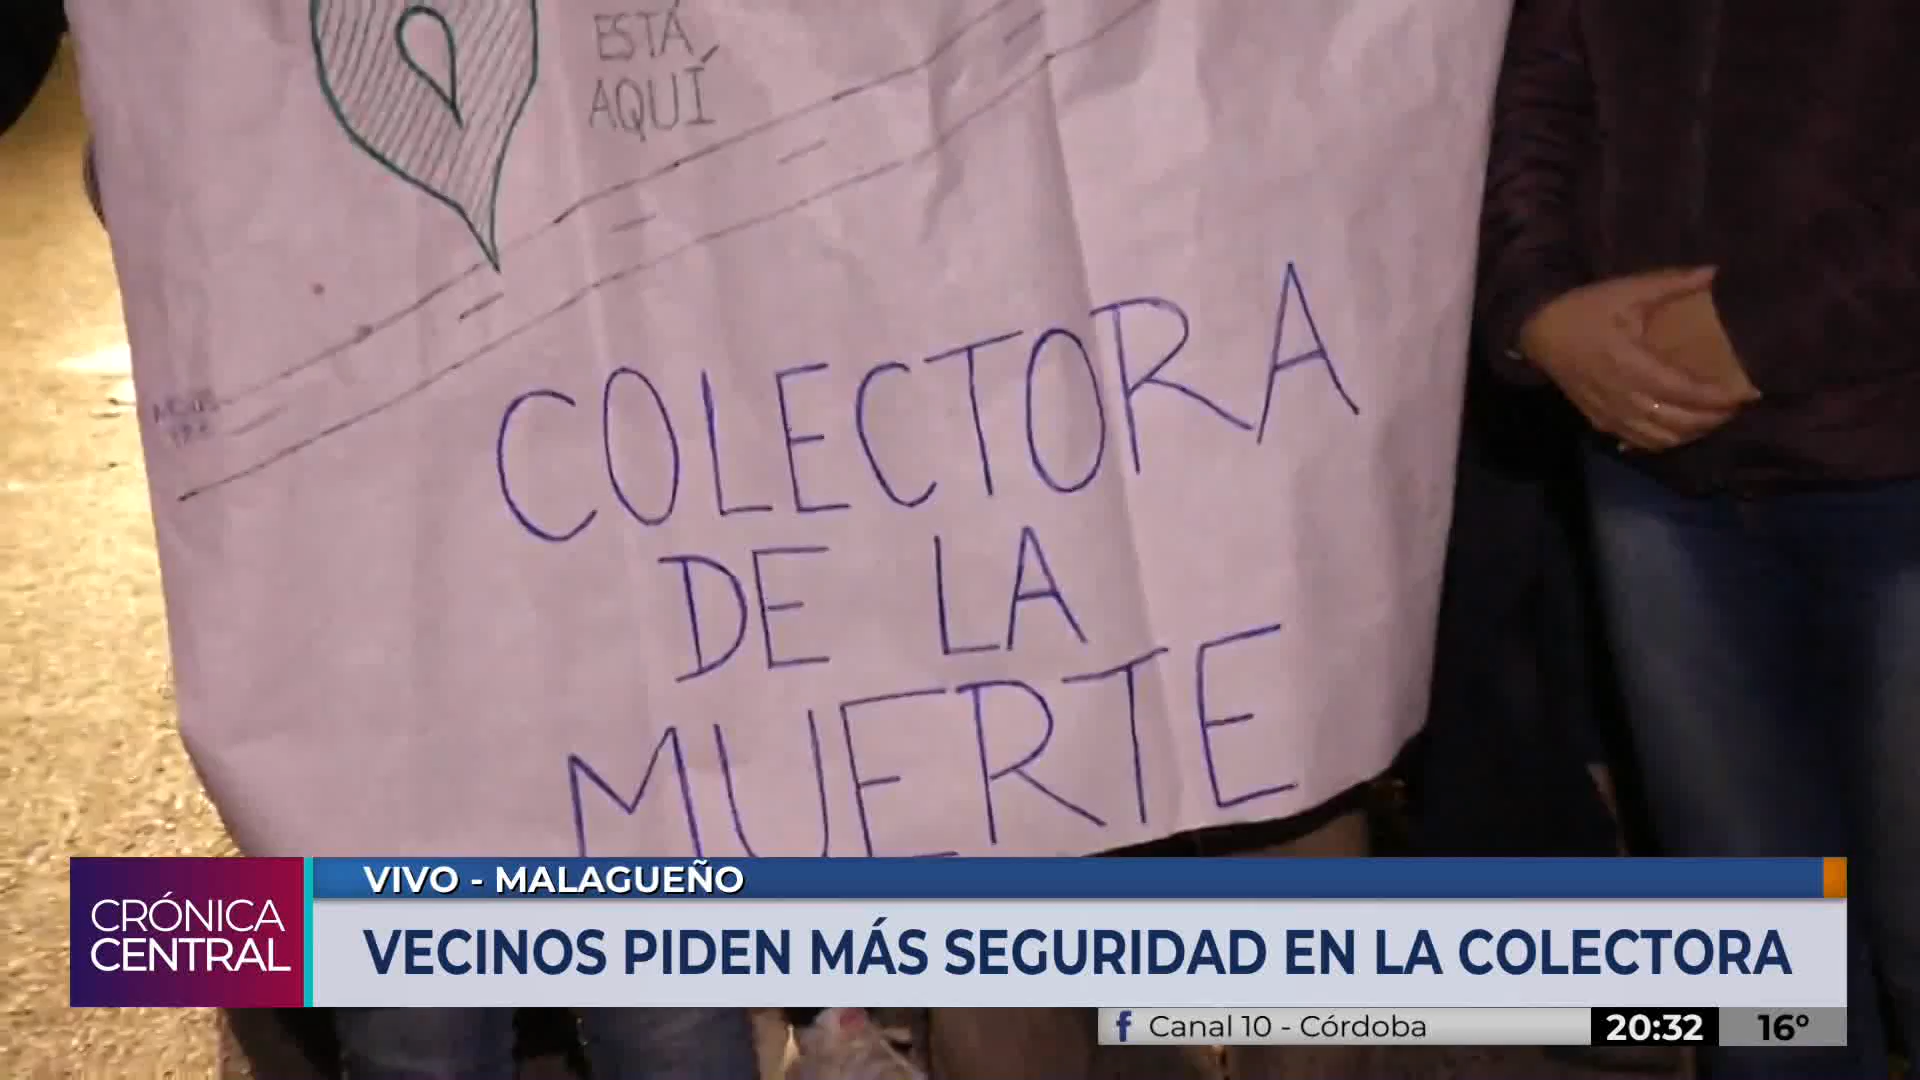 ESTÁ
AQUÍ
COLECTORA
DE LA
MUERTE
VIVO - MALAGUEÑO
CRÓNICA
CENTRAL
VECINOS PIDEN MÁS SEGURIDAD EN LA COLECTORA
f Canal 10 - Córdoba
20:32
16°